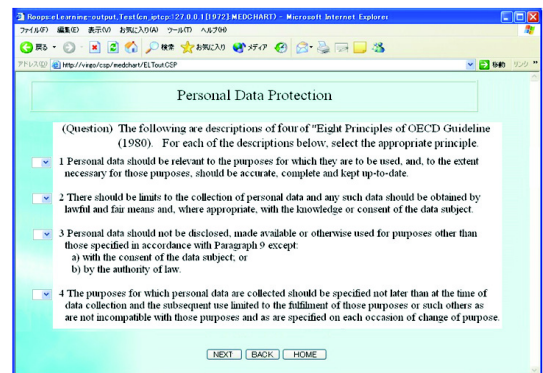 Roops:eLearning-output.Test(cn_iptcp:127.0.0.1[1972]:MEDCHART) - Microsoft Internet Explorer
ファイル(F) 編集(E) 表示(V) お気に入り(A) ツール(T) ヘルプ(H)
戻る 検索 お気に入り メディア
アドレス(D) http://virgo/csp/medchart/ELTout.CSP 移動 リンク »
Personal Data Protection
(Question) The following are descriptions of four of "Eight Principles of OECD Guideline
(1980). For each of the descriptions below, select the appropriate principle.
1 Personal data should be relevant to the purposes for which they are to be used, and, to the extent
necessary for those purposes, should be accurate, complete and kept up-to-date.
2 There should be limits to the collection of personal data and any such data should be obtained by
lawful and fair means and, where appropriate, with the knowledge or consent of the data subject.
3 Personal data should not be disclosed, made available or otherwise used for purposes other than
those specified in accordance with Paragraph 9 except:
a) with the consent of the data subject; or
b) by the authority of law.
4 The purposes for which personal data are collected should be specified not later than at the time of
data collection and the subsequent use limited to the fulfilment of those purposes or such others as
are not incompatible with those purposes and as are specified on each occasion of change of purpose.
NEXT BACK HOME